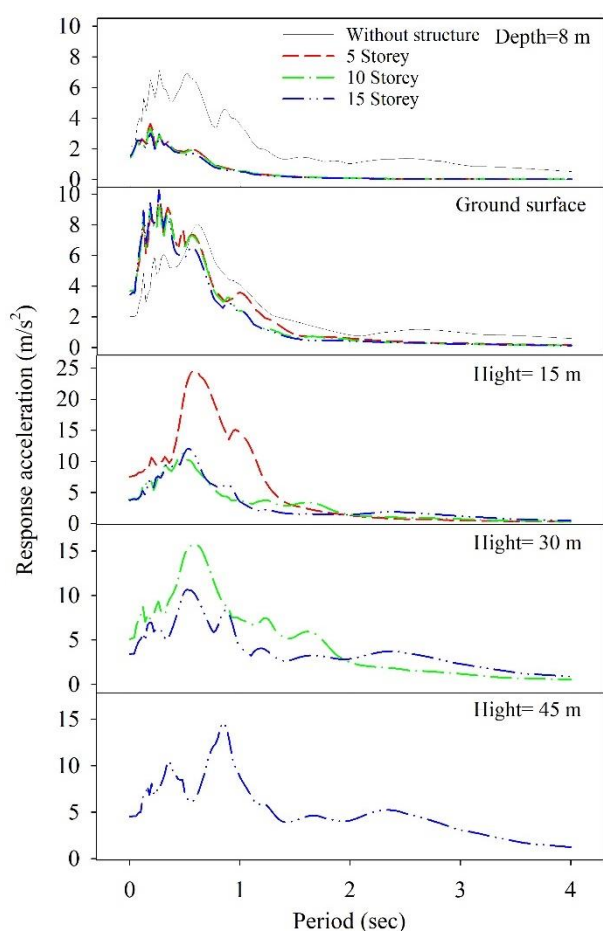 Without structure
5 Storey
10 Storey
15 Storey
Depth=8 m
10
8
6
4
2
0
Ground surface
10
8
6
4
2
0
Hight= 15 m
25
20
15
10
5
0
Hight= 30 m
15
10
5
0
Hight= 45 m
15
10
5
0
0 1 2 3 4
Response acceleration (m/s²)
Period (sec)